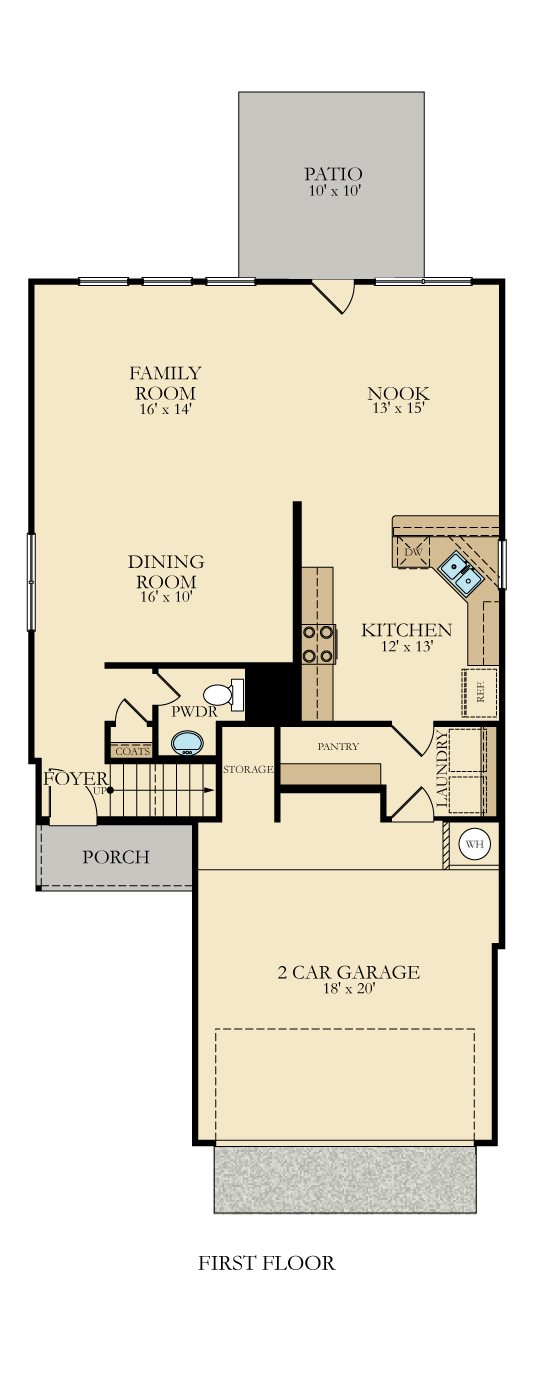 PATIO
10' x 10'
FAMILY
ROOM
16' x 14'
NOOK
13' x 15'
DW
DINING
ROOM
16' x 10'
KITCHEN
12' x 13'
REF.
PWDR
COATS
STORAGE
PANTRY
LAUNDRY
FOYER
UP
WH
PORCH
2 CAR GARAGE
18' x 20'
FIRST FLOOR